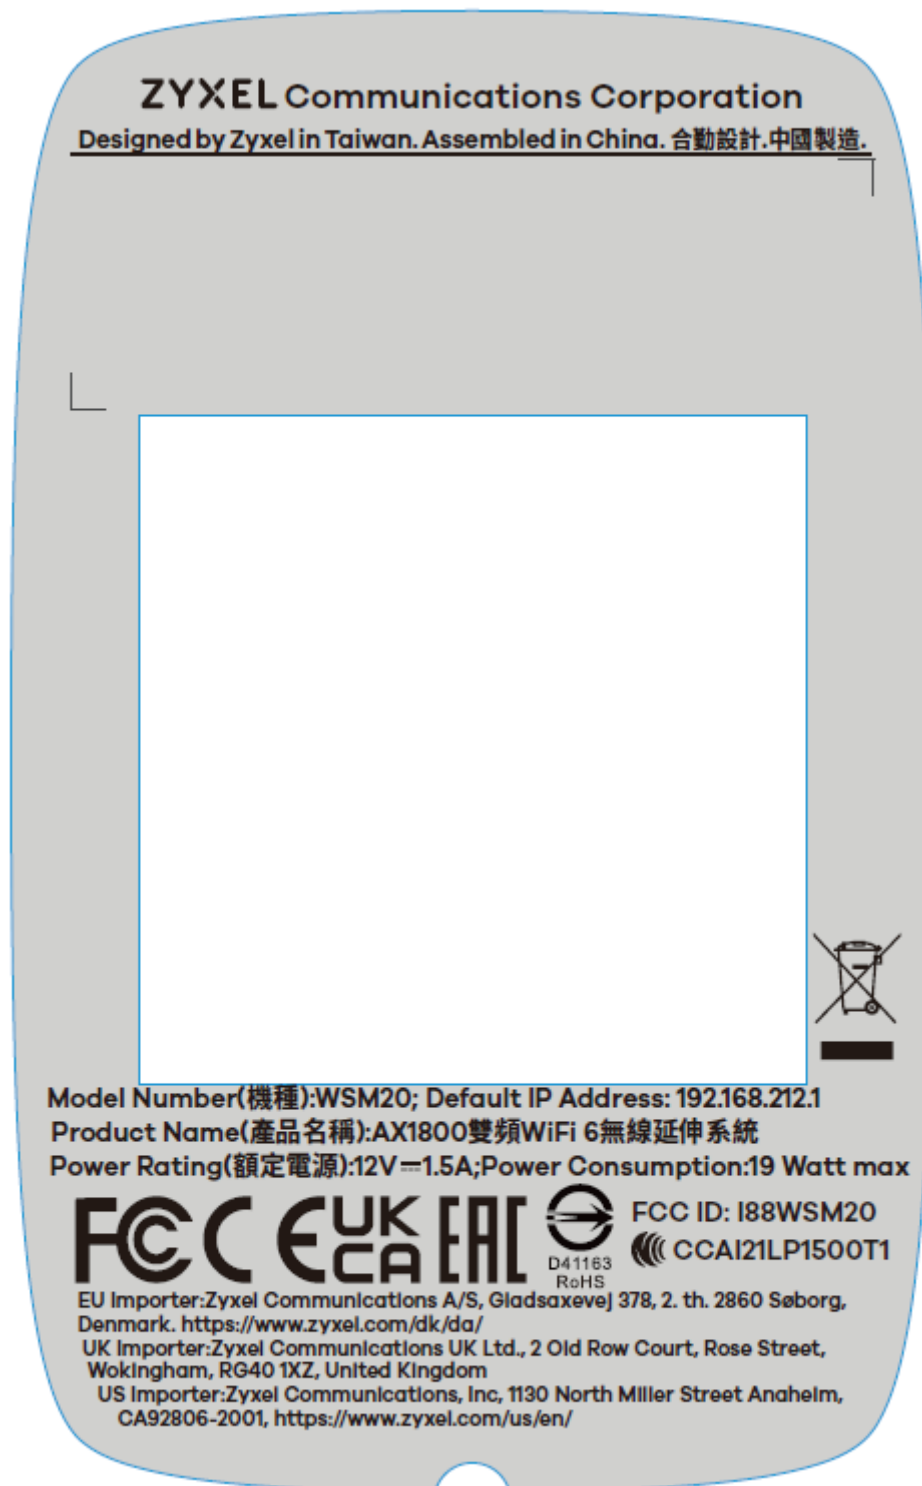 ZYXEL Communications Corporation
Designed by Zyxel in Taiwan. Assembled in China. 合勤設計.中國製造.
Model Number(機種):WSM20; Default IP Address: 192.168.212.1
Product Name(產品名稱):AX1800雙頻WiFi 6無線延伸系統
Power Rating(額定電源):12V⎓1.5A;Power Consumption:19 Watt max
FCC CE UKCA EAC
D41163
RoHS
FCC ID: I88WSM20
CCAI21LP1500T1
EU Importer:Zyxel Communications A/S, Gladsaxevej 378, 2. th. 2860 Søborg,
Denmark. https://www.zyxel.com/dk/da/
UK Importer:Zyxel Communications UK Ltd., 2 Old Row Court, Rose Street,
Wokingham, RG40 1XZ, United Kingdom
US Importer:Zyxel Communications, Inc, 1130 North Miller Street Anaheim,
CA92806-2001, https://www.zyxel.com/us/en/